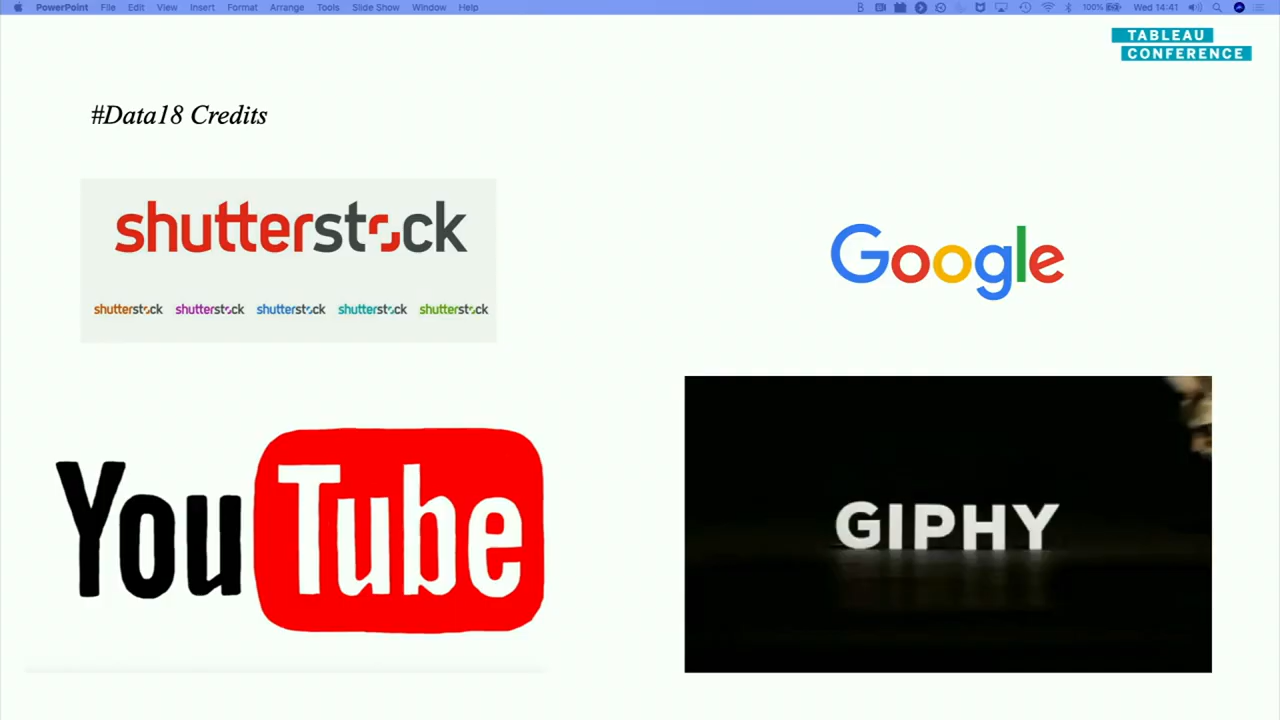 PowerPoint File Edit View Insert Format Arrange Tools Slide Show Window Help 100% Wed 14:41
TABLEAU
CONFERENCE
#Data18 Credits
shutterstock
shutterstock shutterstock shutterstock shutterstock shutterstock
Google
YouTube
GIPHY